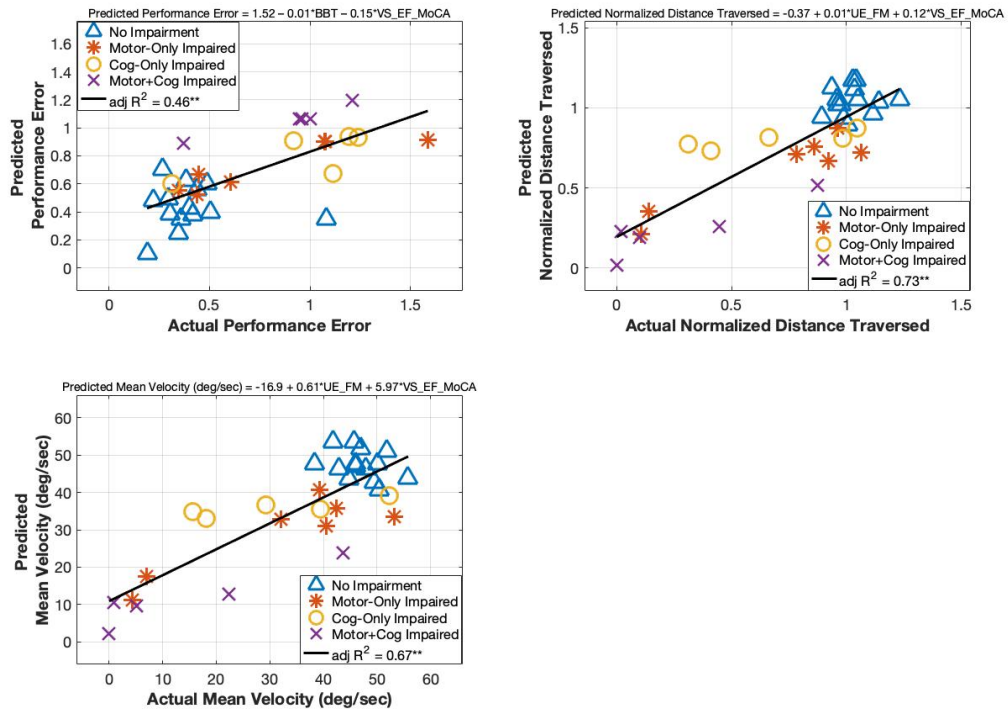 Predicted Performance Error = 1.52 − 0.01*BBT − 0.15*VS_EF_MoCA
1.6
1.4
1.2
1
0.8
0.6
0.4
0.2
0
Predicted
Performance Error
No Impairment
Motor-Only Impaired
Cog-Only Impaired
Motor+Cog Impaired
adj R² = 0.46**
0 0.5 1 1.5
Actual Performance Error
Predicted Normalized Distance Traversed = -0.37 + 0.01*UE_FM + 0.12*VS_EF_MoCA
1.5
1
0.5
0
Predicted
Normalized Distance Traversed
No Impairment
Motor-Only Impaired
Cog-Only Impaired
Motor+Cog Impaired
adj R² = 0.73**
0 0.5 1 1.5
Actual Normalized Distance Traversed
Predicted Mean Velocity (deg/sec) = -16.9 + 0.61*UE_FM + 5.97*VS_EF_MoCA
60
50
40
30
20
10
0
Predicted
Mean Velocity (deg/sec)
No Impairment
Motor-Only Impaired
Cog-Only Impaired
Motor+Cog Impaired
adj R² = 0.67**
0 10 20 30 40 50 60
Actual Mean Velocity (deg/sec)